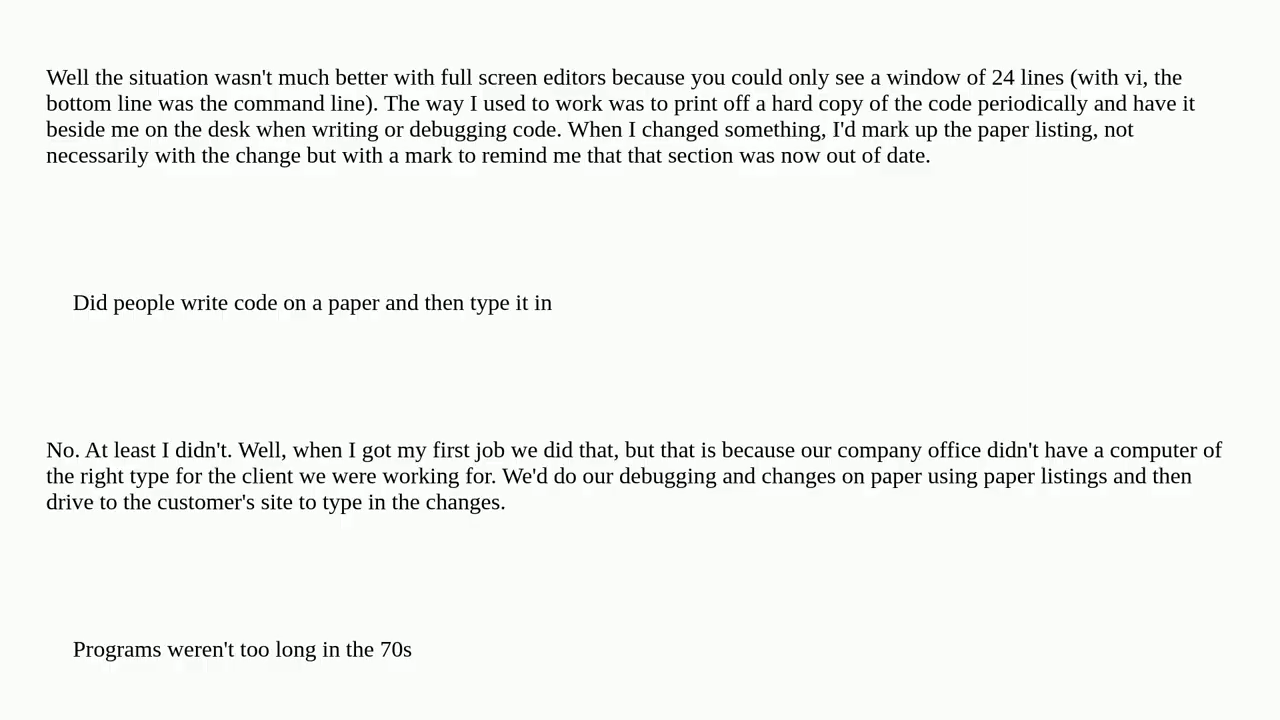 Well the situation wasn't much better with full screen editors because you could only see a window of 24 lines (with vi, the
bottom line was the command line). The way I used to work was to print off a hard copy of the code periodically and have it
beside me on the desk when writing or debugging code. When I changed something, I'd mark up the paper listing, not
necessarily with the change but with a mark to remind me that that section was now out of date.
Did people write code on a paper and then type it in
No. At least I didn't. Well, when I got my first job we did that, but that is because our company office didn't have a computer of
the right type for the client we were working for. We'd do our debugging and changes on paper using paper listings and then
drive to the customer's site to type in the changes.
Programs weren't too long in the 70s